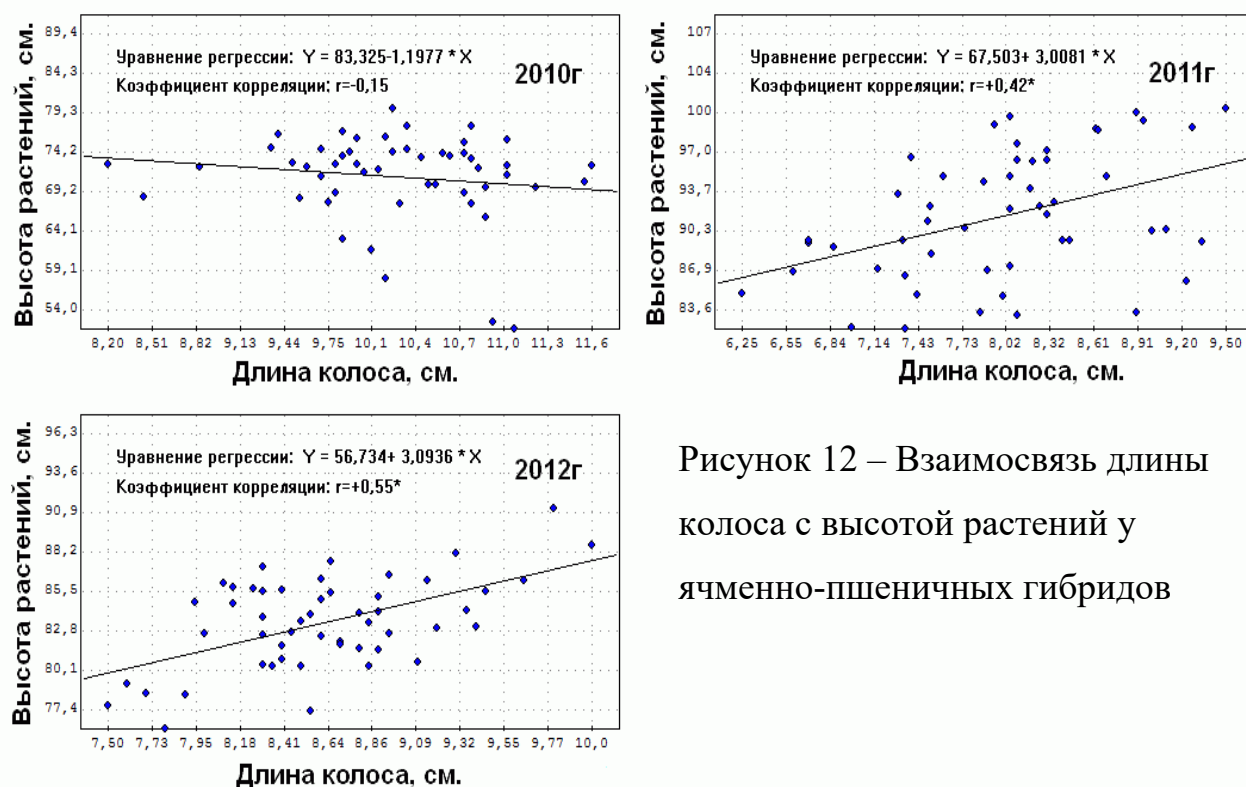 Высота растений, см.
89,4
84,3
79,3
74,2
69,2
64,1
59,1
54,0
Уравнение регрессии: Y = 83,325-1,1977 * X
Коэффициент корреляции: r=-0,15
2010г
8,20 8,51 8,82 9,13 9,44 9,75 10,1 10,4 10,7 11,0 11,3 11,6
Длина колоса, см.
Высота растений, см.
107
104
100
97,0
93,7
90,3
86,9
83,6
Уравнение регрессии: Y = 67,503+ 3,0081 * X
Коэффициент корреляции: r=+0,42*
2011г
6,25 6,55 6,84 7,14 7,43 7,73 8,02 8,32 8,61 8,91 9,20 9,50
Длина колоса, см.
Высота растений, см.
96,3
93,6
90,9
88,2
85,5
82,8
80,1
77,4
Уравнение регрессии: Y = 56,734+ 3,0936 * X
Коэффициент корреляции: r=+0,55*
2012г
7,50 7,73 7,95 8,18 8,41 8,64 8,86 9,09 9,32 9,55 9,77 10,0
Длина колоса, см.
Рисунок 12 – Взаимосвязь длины
колоса с высотой растений у
ячменно-пшеничных гибридов